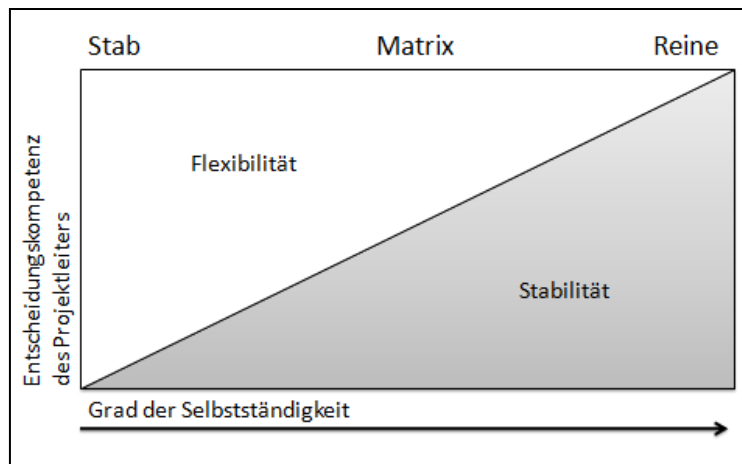 Stab Matrix Reine
Flexibilität
Stabilität
Entscheidungskompetenz
des Projektleiters
Grad der Selbstständigkeit